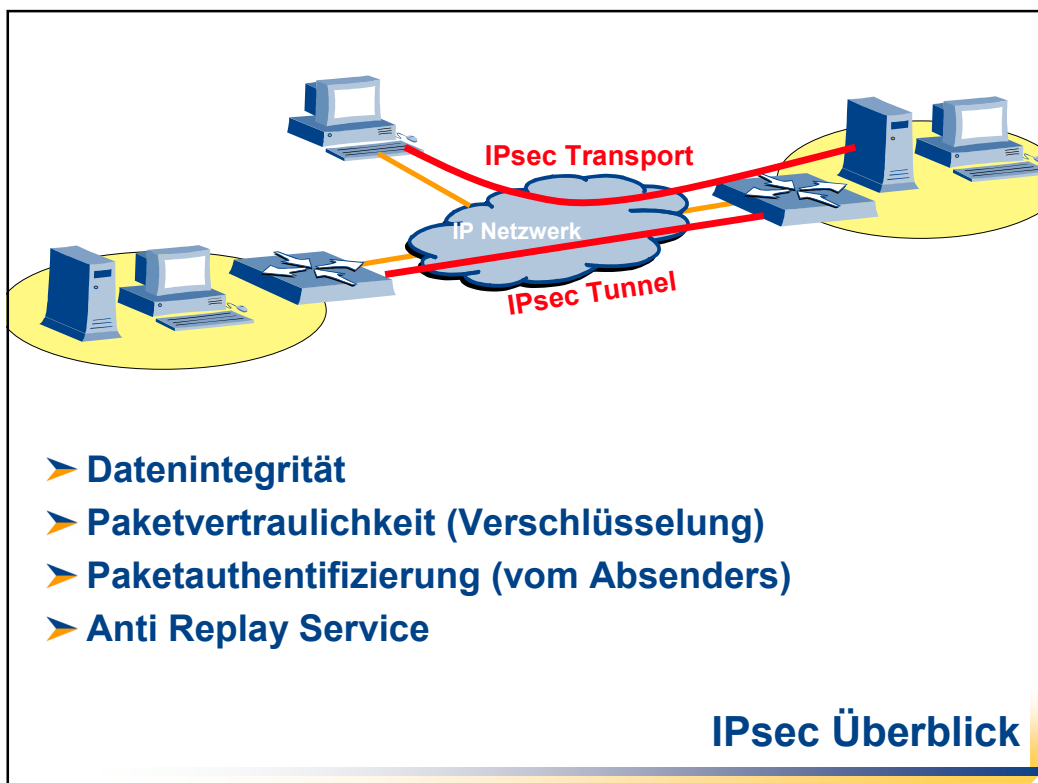 IPsec Transport
IP Netzwerk
IPsec Tunnel
Datenintegrität
Paketvertraulichkeit (Verschlüsselung)
Paketauthentifizierung (vom Absenders)
Anti Replay Service
IPsec Überblick